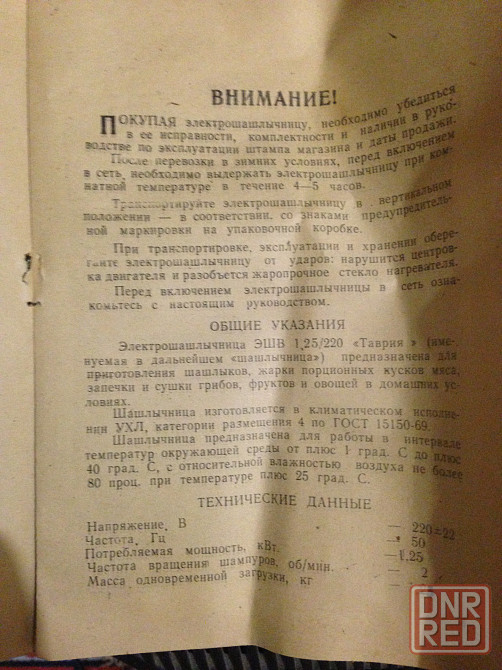 ВНИМАНИЕ!
ПОКУПАЯ электрошашлычницу, необходимо убедиться
в ее исправности, комплектности и наличии в руко-
водстве по эксплуатации штампа магазина и даты продажи.
После перевозки в зимних условиях, перед включением
в сеть необходимо выдержать электрошашлычницу при ком-
натной температуре в течение 4—5 часов.
Транспортируйте электрошашлычницу в вертикальном
положении — в соответствии со знаками предупредитель-
ной маркировки на упаковочной коробке.
При транспортировке, эксплуатации и хранении обере-
гайте электрошашлычницу от ударов: нарушится центров-
ка двигателя и разобьется жаропрочное стекло нагревателя.
Перед включением электрошашлычницы в сеть озна-
комьтесь с настоящим руководством.
ОБЩИЕ УКАЗАНИЯ
Электрошашлычница ЭШВ 1,25/220 «Таврия» (име-
нуемая в дальнейшем «шашлычница») предназначена для
приготовления шашлыков, жарки порционных кусков мяса,
запечки и сушки грибов, фруктов и овощей в домашних ус-
ловиях.
Шашлычница изготовляется в климатическом исполне-
нии УХЛ, категории размещения 4 по ГОСТ 15150-69.
Шашлычница предназначена для работы в интервале
температур окружающей среды от плюс 1 град. С до плюс
40 град. С, с относительной влажностью воздуха не более
80 проц. при температуре плюс 25 град. С.
ТЕХНИЧЕСКИЕ ДАННЫЕ
Напряжение, В — 220±22
Частота, Гц — 50
Потребляемая мощность, кВт. —1,25
Частота вращения шампуров, об/мин. — 2
Масса одновременной загрузки, кг —
DNR
RED